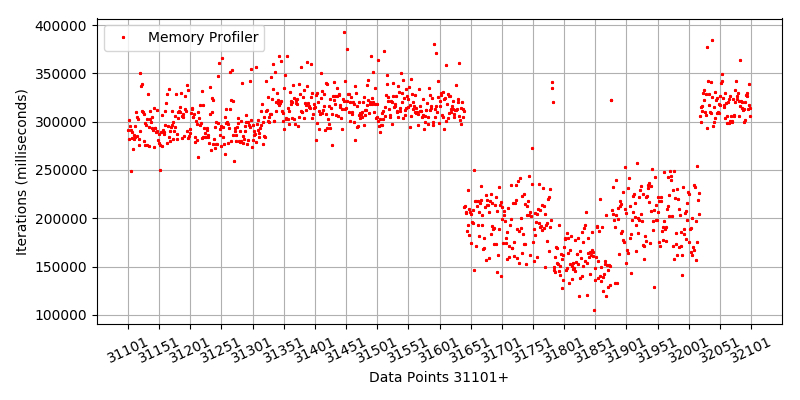 Memory Profiler
400000
350000
300000
250000
200000
150000
100000
Iterations (milliseconds)
31101 31151 31201 31251 31301 31351 31401 31451 31501 31551 31601 31651 31701 31751 31801 31851 31901 31951 32001 32051 32101
Data Points 31101+